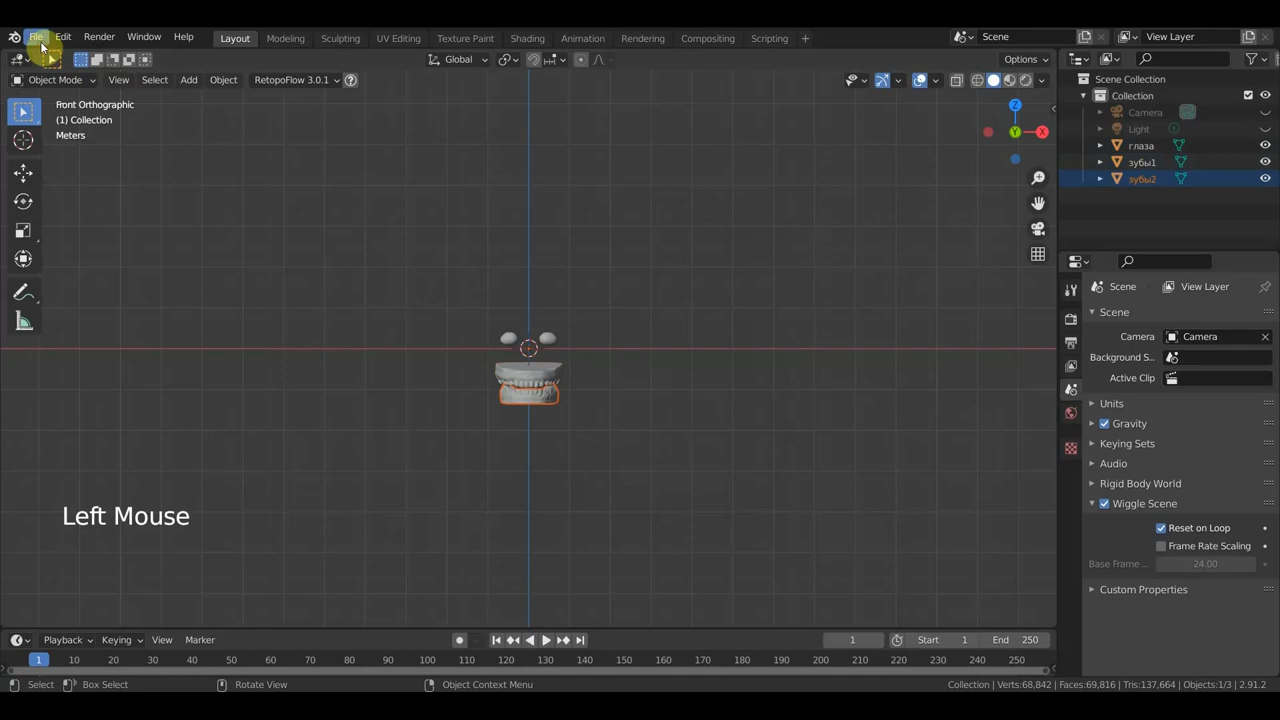 File Edit Render Window Help Layout Modeling Sculpting UV Editing Texture Paint Shading Animation Rendering Compositing Scripting + Scene View Layer
Options
Object Mode View Select Add Object RetopoFlow 3.0.1 Global
Front Orthographic
(1) Collection
Meters
Z
Y
X
Scene Collection
Collection
Camera
Light
глаза
зубы1
зубы2
Scene View Layer
Scene
Camera Camera
Background S...
Active Clip
Units
Gravity
Keying Sets
Audio
Rigid Body World
Wiggle Scene
Reset on Loop
Frame Rate Scaling
Base Frame ... 24.00
Custom Properties
Left Mouse
Playback Keying View Marker 1 Start 1 End 250
1 10 20 30 40 50 60 70 80 90 100 110 120 130 140 150 160 170 180 190 200 210 220 230 240 250
Select Box Select Rotate View Object Context Menu Collection | Verts:68,842 | Faces:69,816 | Tris:137,664 | Objects:1/3 | 2.91.2